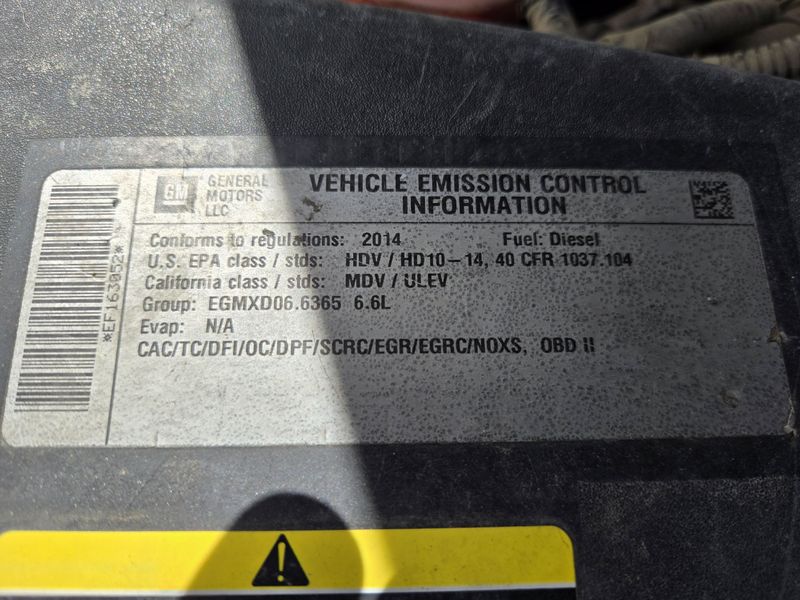 GM
GENERAL
MOTORS
LLC
VEHICLE EMISSION CONTROL
INFORMATION
Conforms to regulations: 2014 Fuel: Diesel
U.S. EPA class / stds: HDV / HD10-14, 40 CFR 1037.104
California class / stds: MDV / ULEV
Group: EGMXD06.6365 6.6L
Evap: N/A
CAC/TC/DFI/OC/DPF/SCRC/EGR/EGRC/NOXS, OBD II
*EF163052*